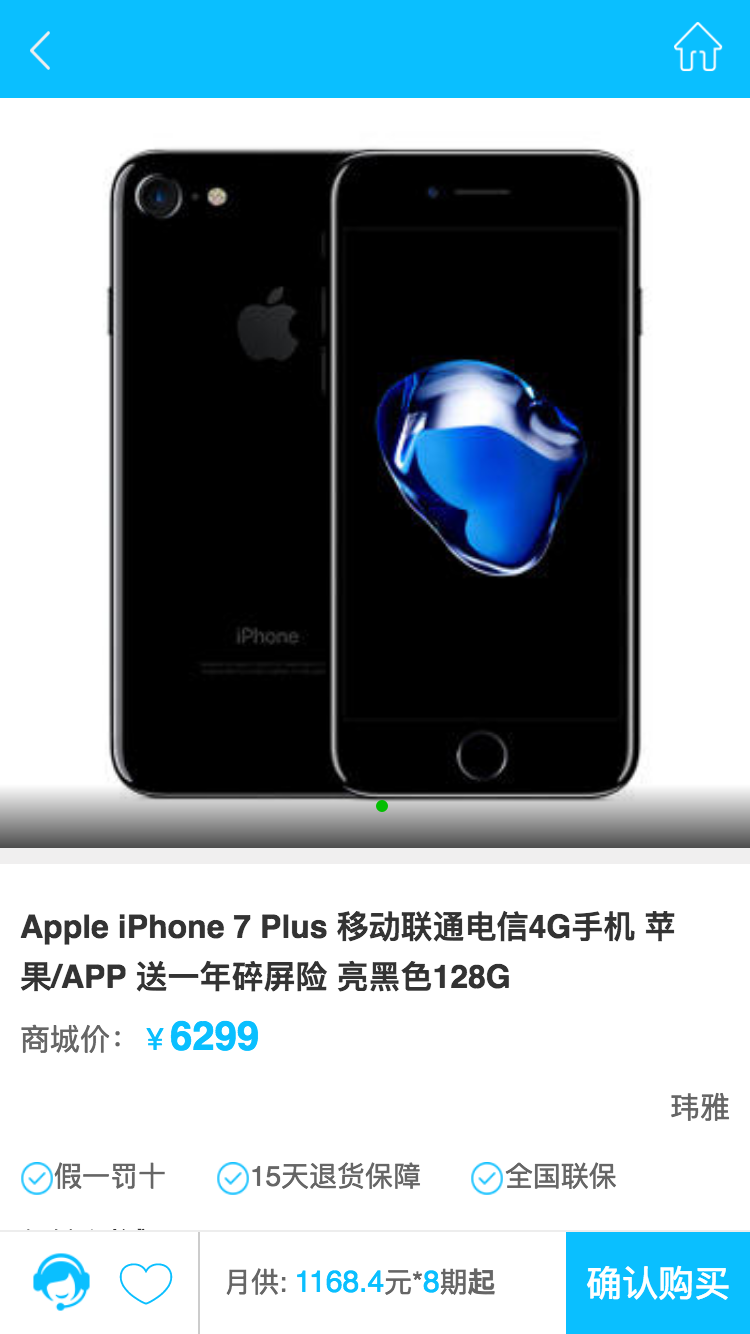 iPhone
Apple iPhone 7 Plus 移动联通电信4G手机 苹
果/APP 送一年碎屏险 亮黑色128G
商城价： ¥ 6299
玮雅
假一罚十 15天退货保障 全国联保
月供: 1168.4元*8期起
确认购买